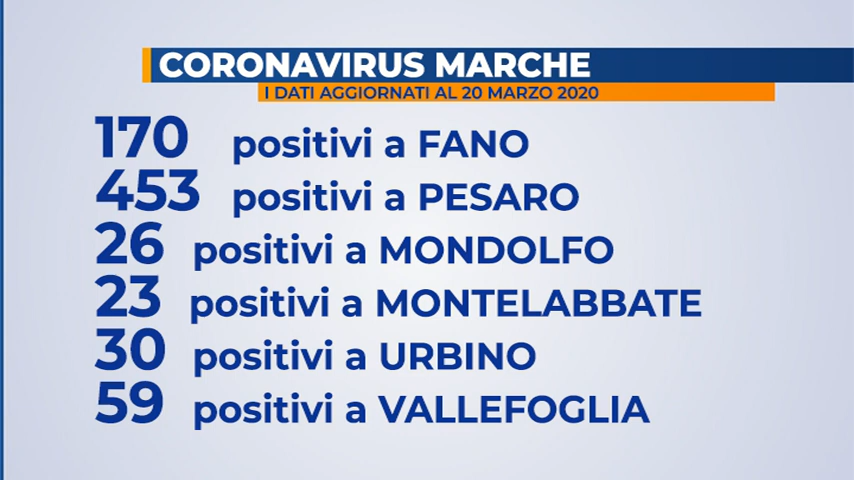 CORONAVIRUS MARCHE
I DATI AGGIORNATI AL 20 MARZO 2020
170 positivi a FANO
453 positivi a PESARO
26 positivi a MONDOLFO
23 positivi a MONTELABBATE
30 positivi a URBINO
59 positivi a VALLEFOGLIA